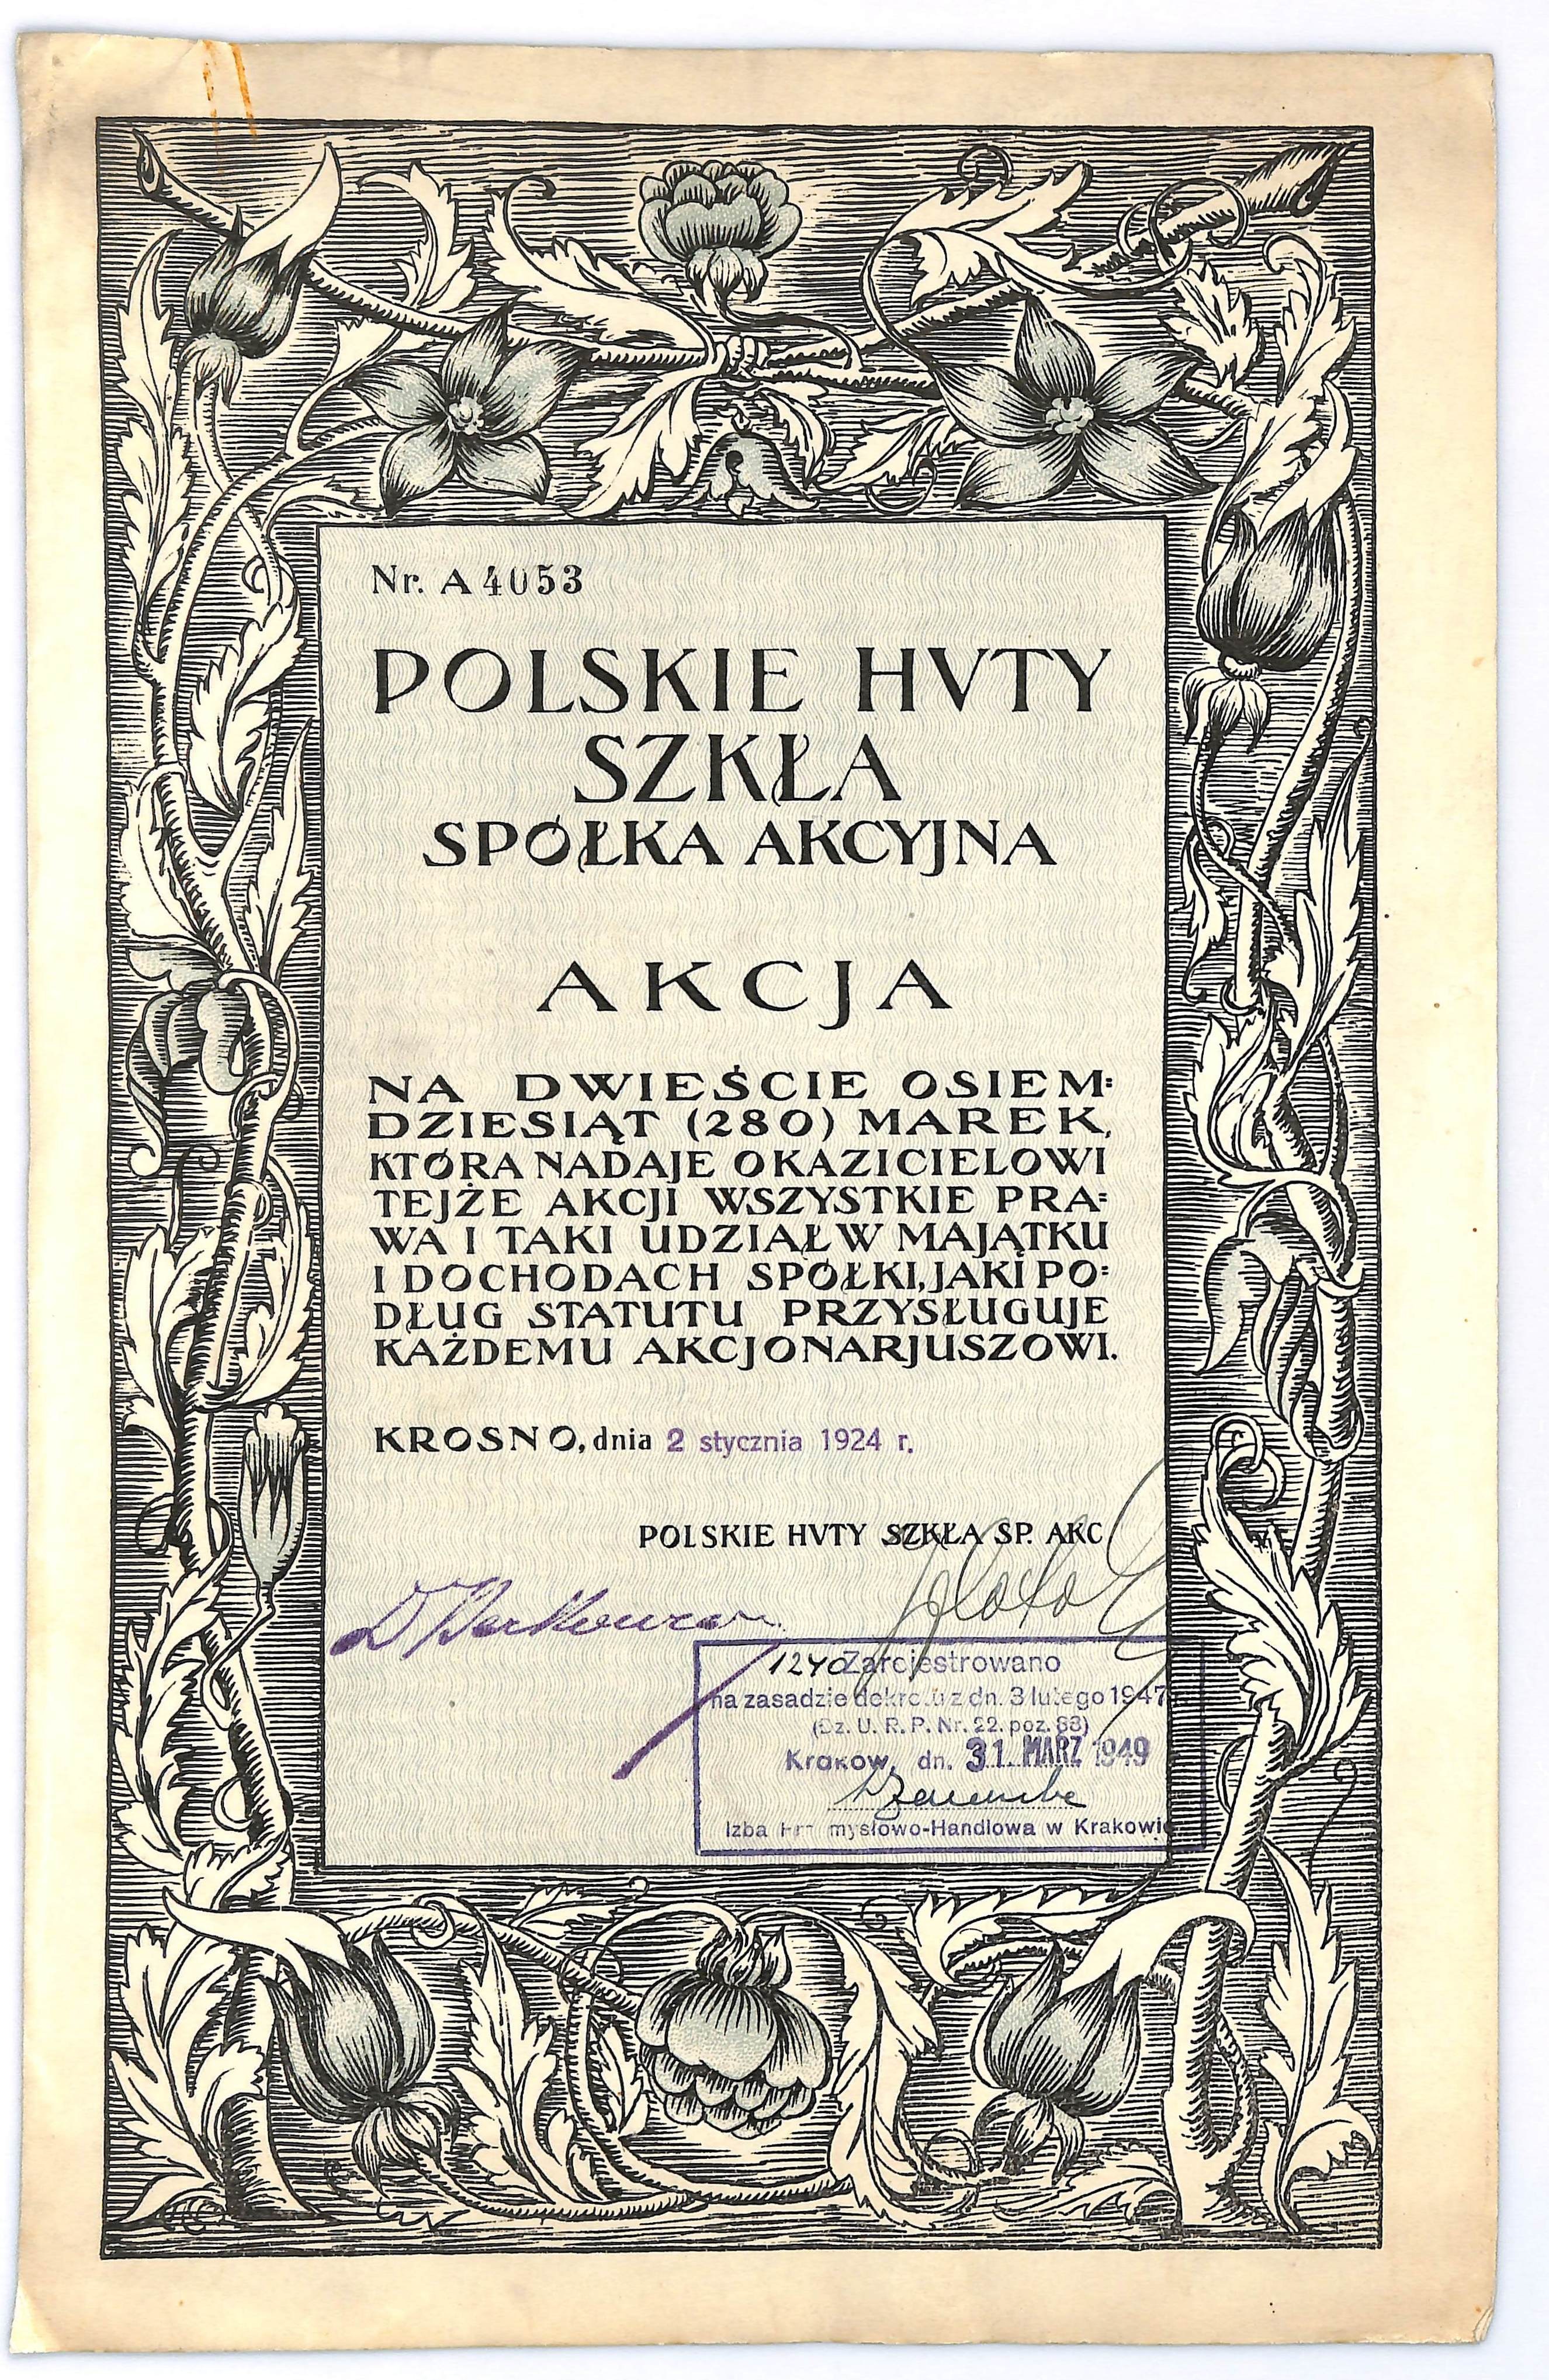 Nr. A 4053
POLSKIE HVTY
SZKŁA
SPÓŁKA AKCYJNA
AKCJA
NA DWIEŚCIE OSIEM=
DZIESIĄT (280) MAREK,
KTÓRA NADAJE OKAZICIELOWI
TEJŻE AKCJI WSZYSTKIE PRA=
WA I TAKI UDZIAŁ W MAJĄTKU
I DOCHODACH SPÓŁKI, JAKI PO=
DŁUG STATUTU PRZYSŁUGUJE
KAŻDEMU AKCJONARJUSZOWI.
KROSNO, dnia 2 stycznia 1924 r.
POLSKIE HVTY SZKŁA SP. AKC
1240 Zarejestrowano
na zasadzie dekretu z dn. 3 lutego 1947
(Dz. U. R. P. Nr. 22. poz. 88)
Kraków, dn. 31. MARZ 1949
Izba Przemysłowo-Handlowa w Krakowie